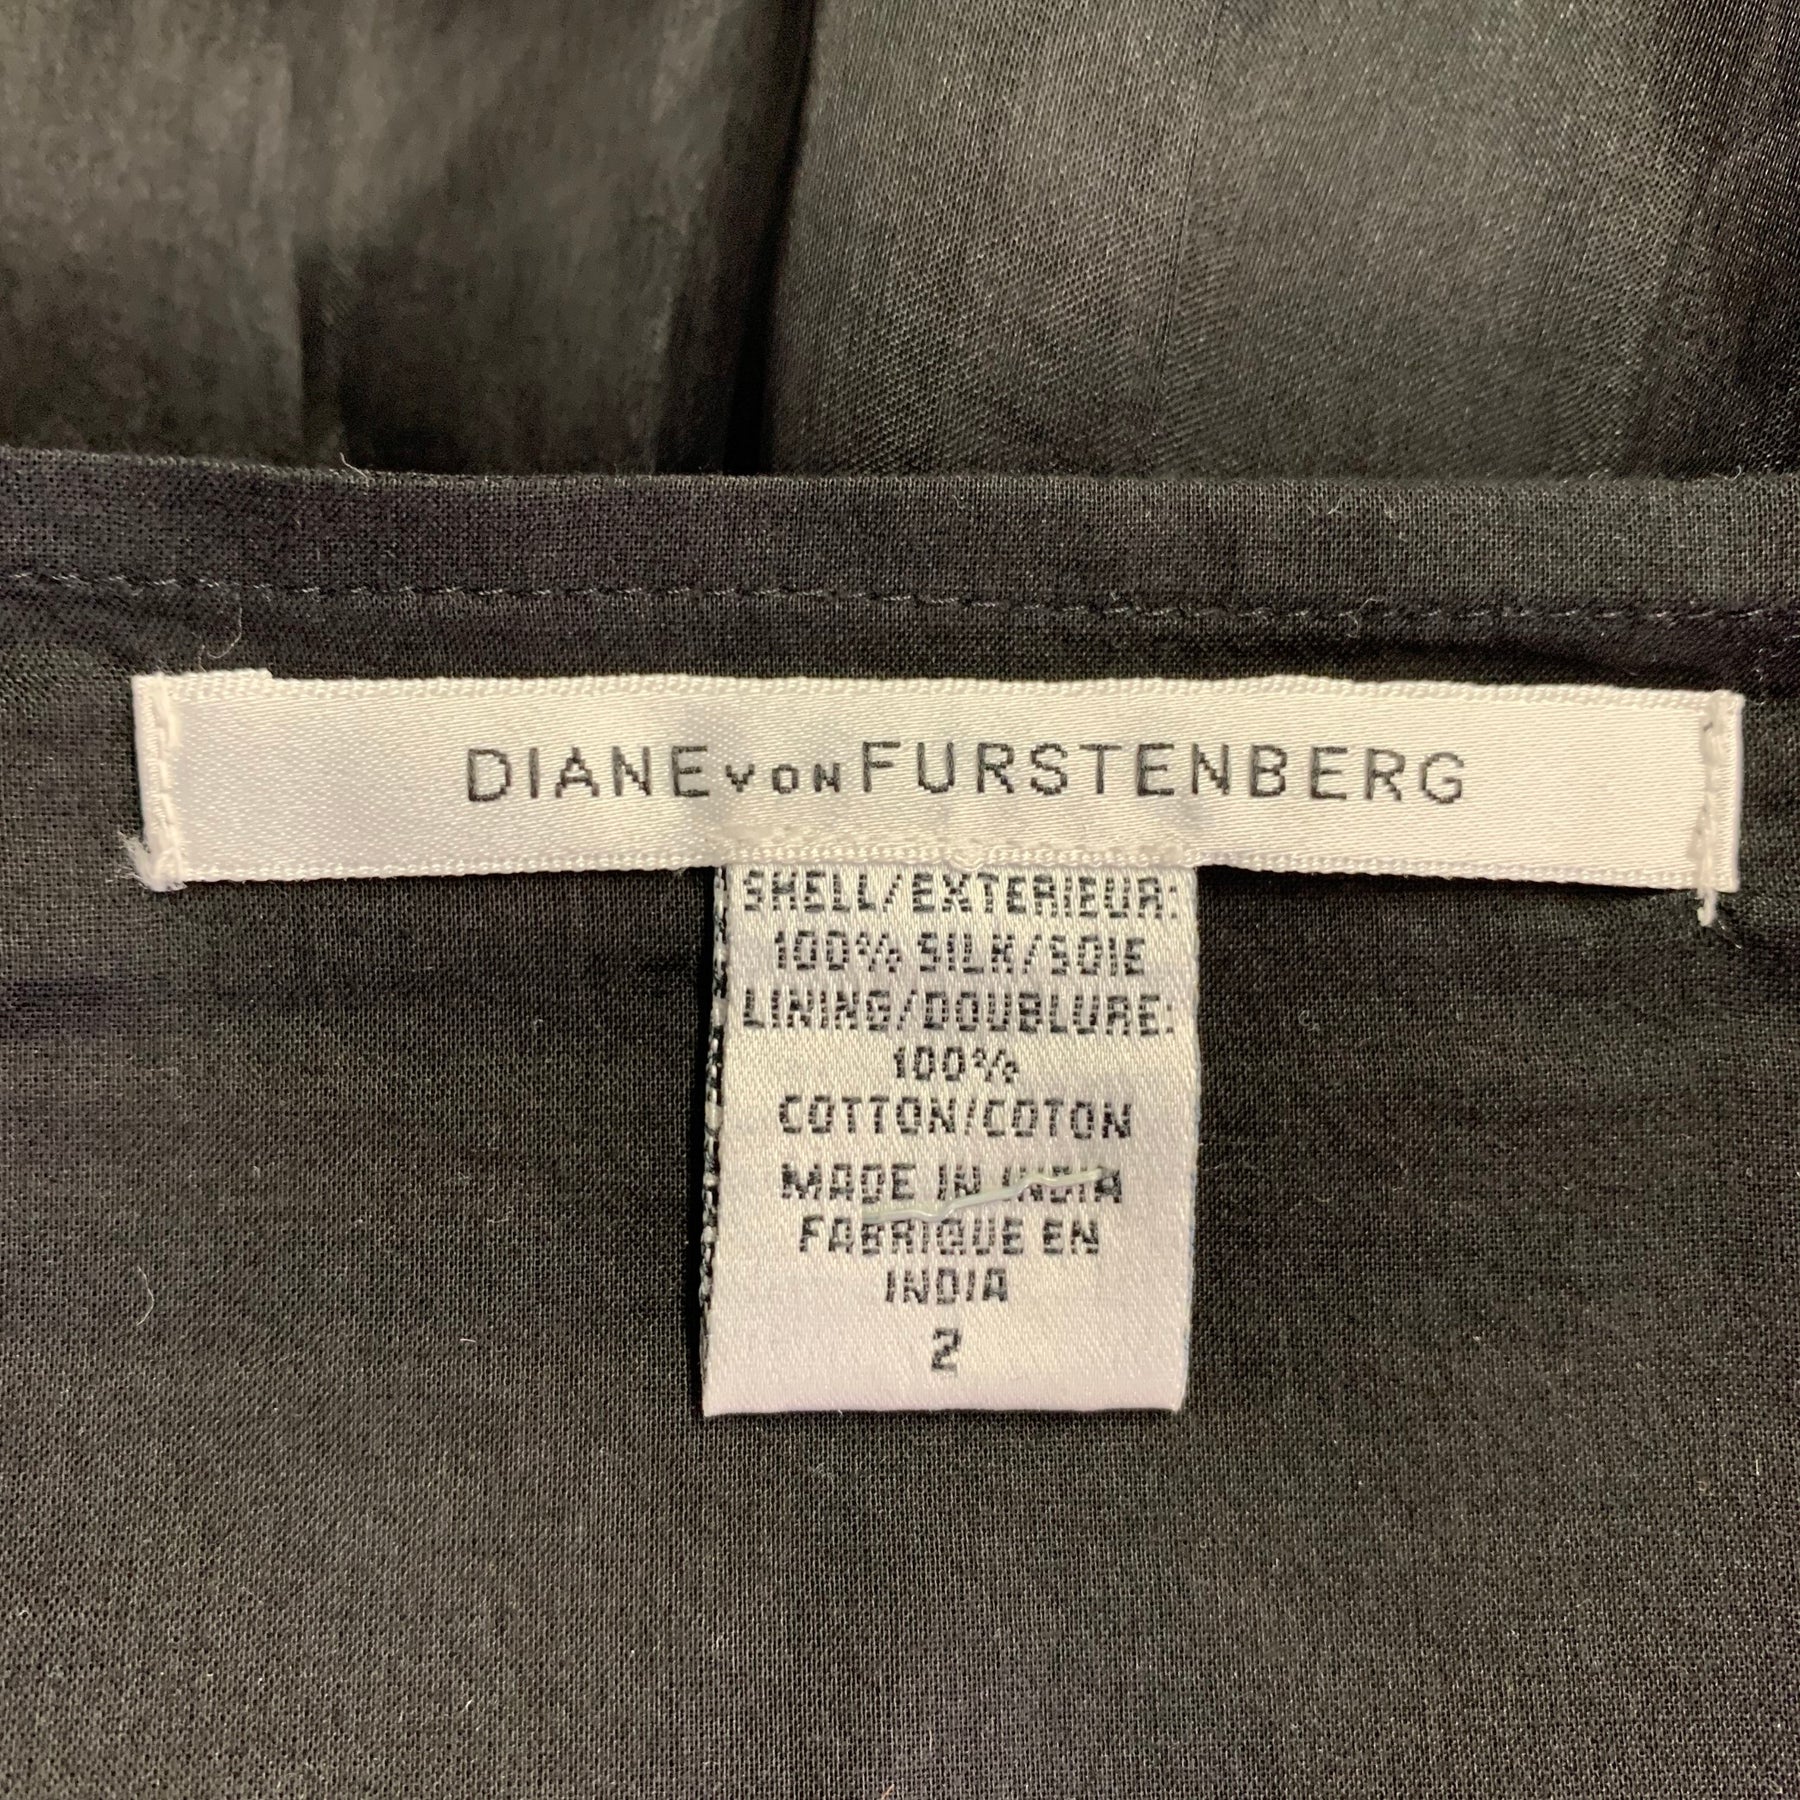 DIANE VON FURSTENBERG
SHELL/EXTERIEUR:
100% SILK/SOIE
LINING/DOUBLURE:
100%
COTTON/COTON
MADE IN INDIA
FABRIQUE EN
INDIA
2